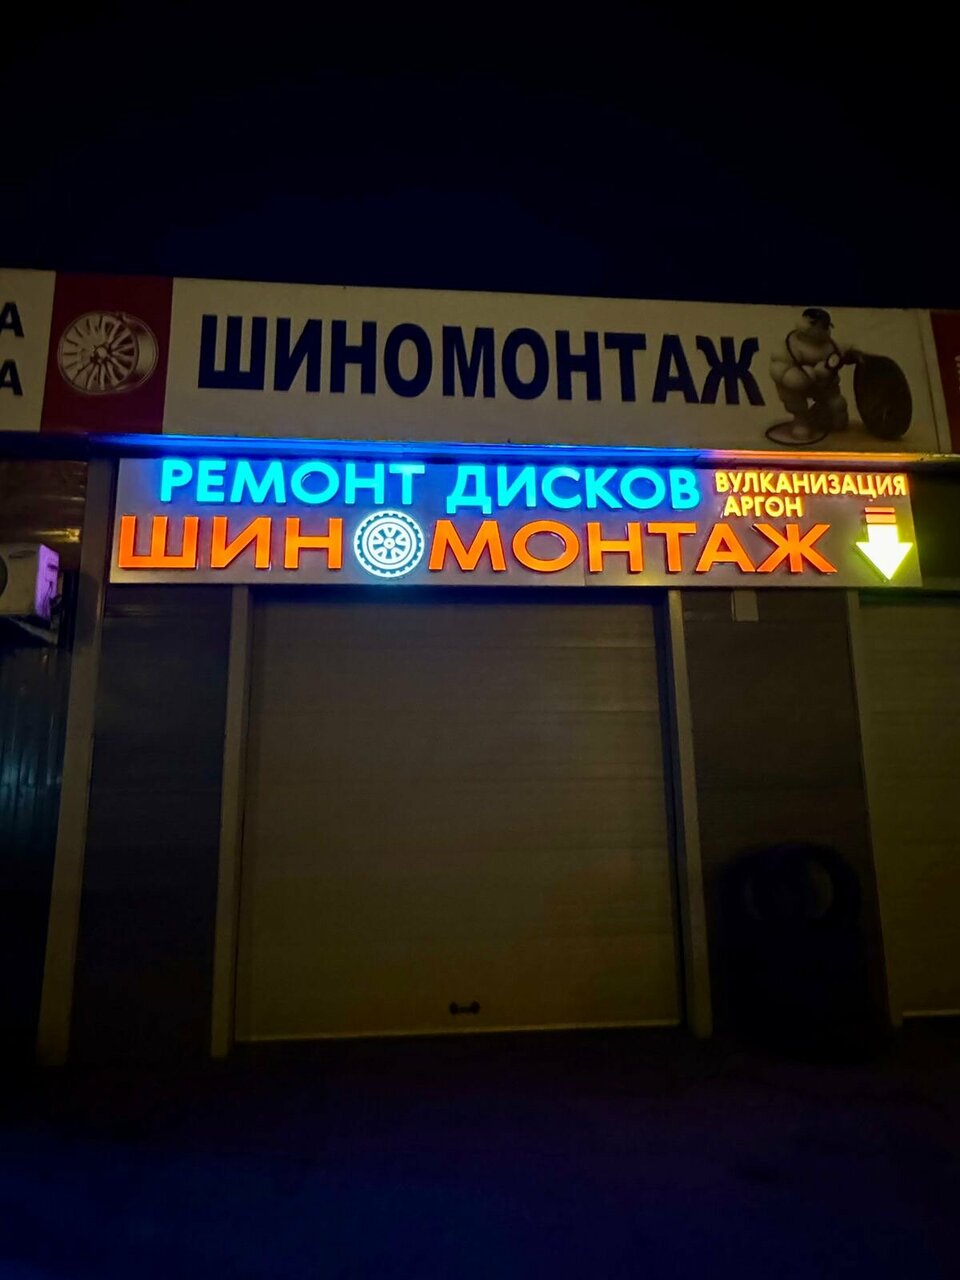 ШИНОМОНТАЖ
РЕМОНТ ДИСКОВ
ВУЛКАНИЗАЦИЯ
АРГОН
ШИНОМОНТАЖ